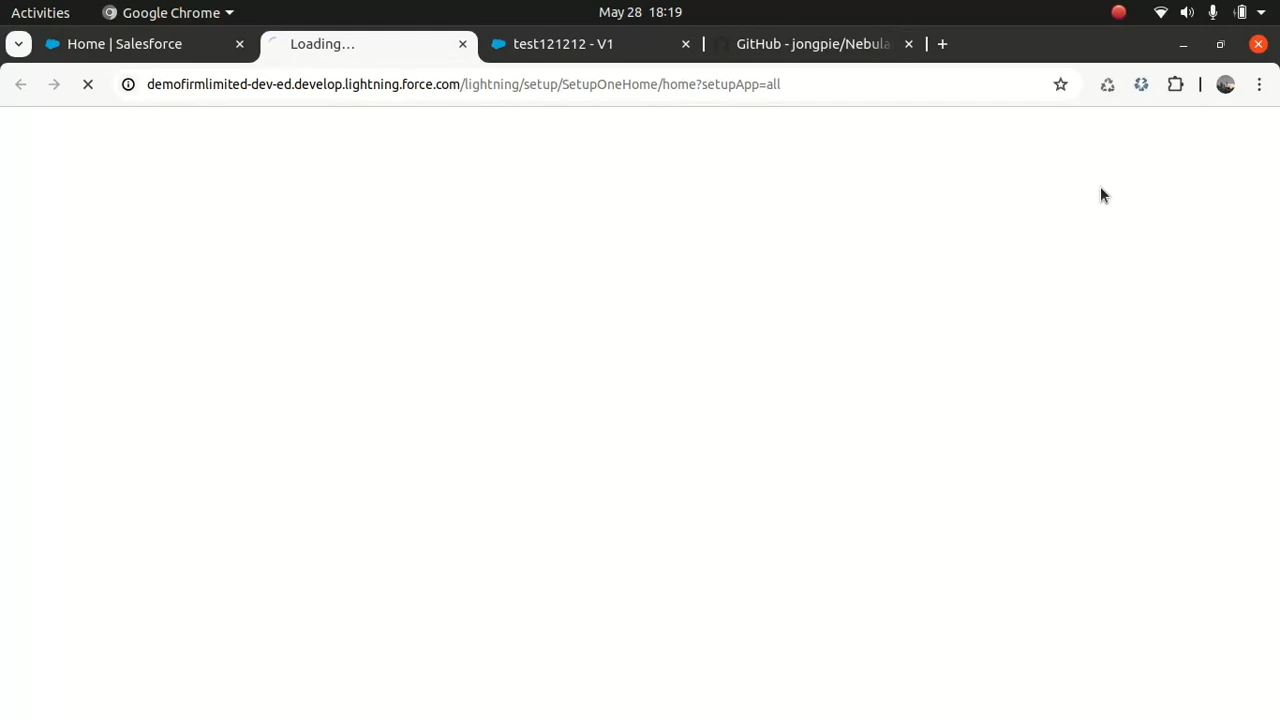 Activities Google Chrome May 28 18:19
Home | Salesforce Loading... test121212 - V1 GitHub - jongpie/Nebula
demofirmlimited-dev-ed.develop.lightning.force.com/lightning/setup/SetupOneHome/home?setupApp=all